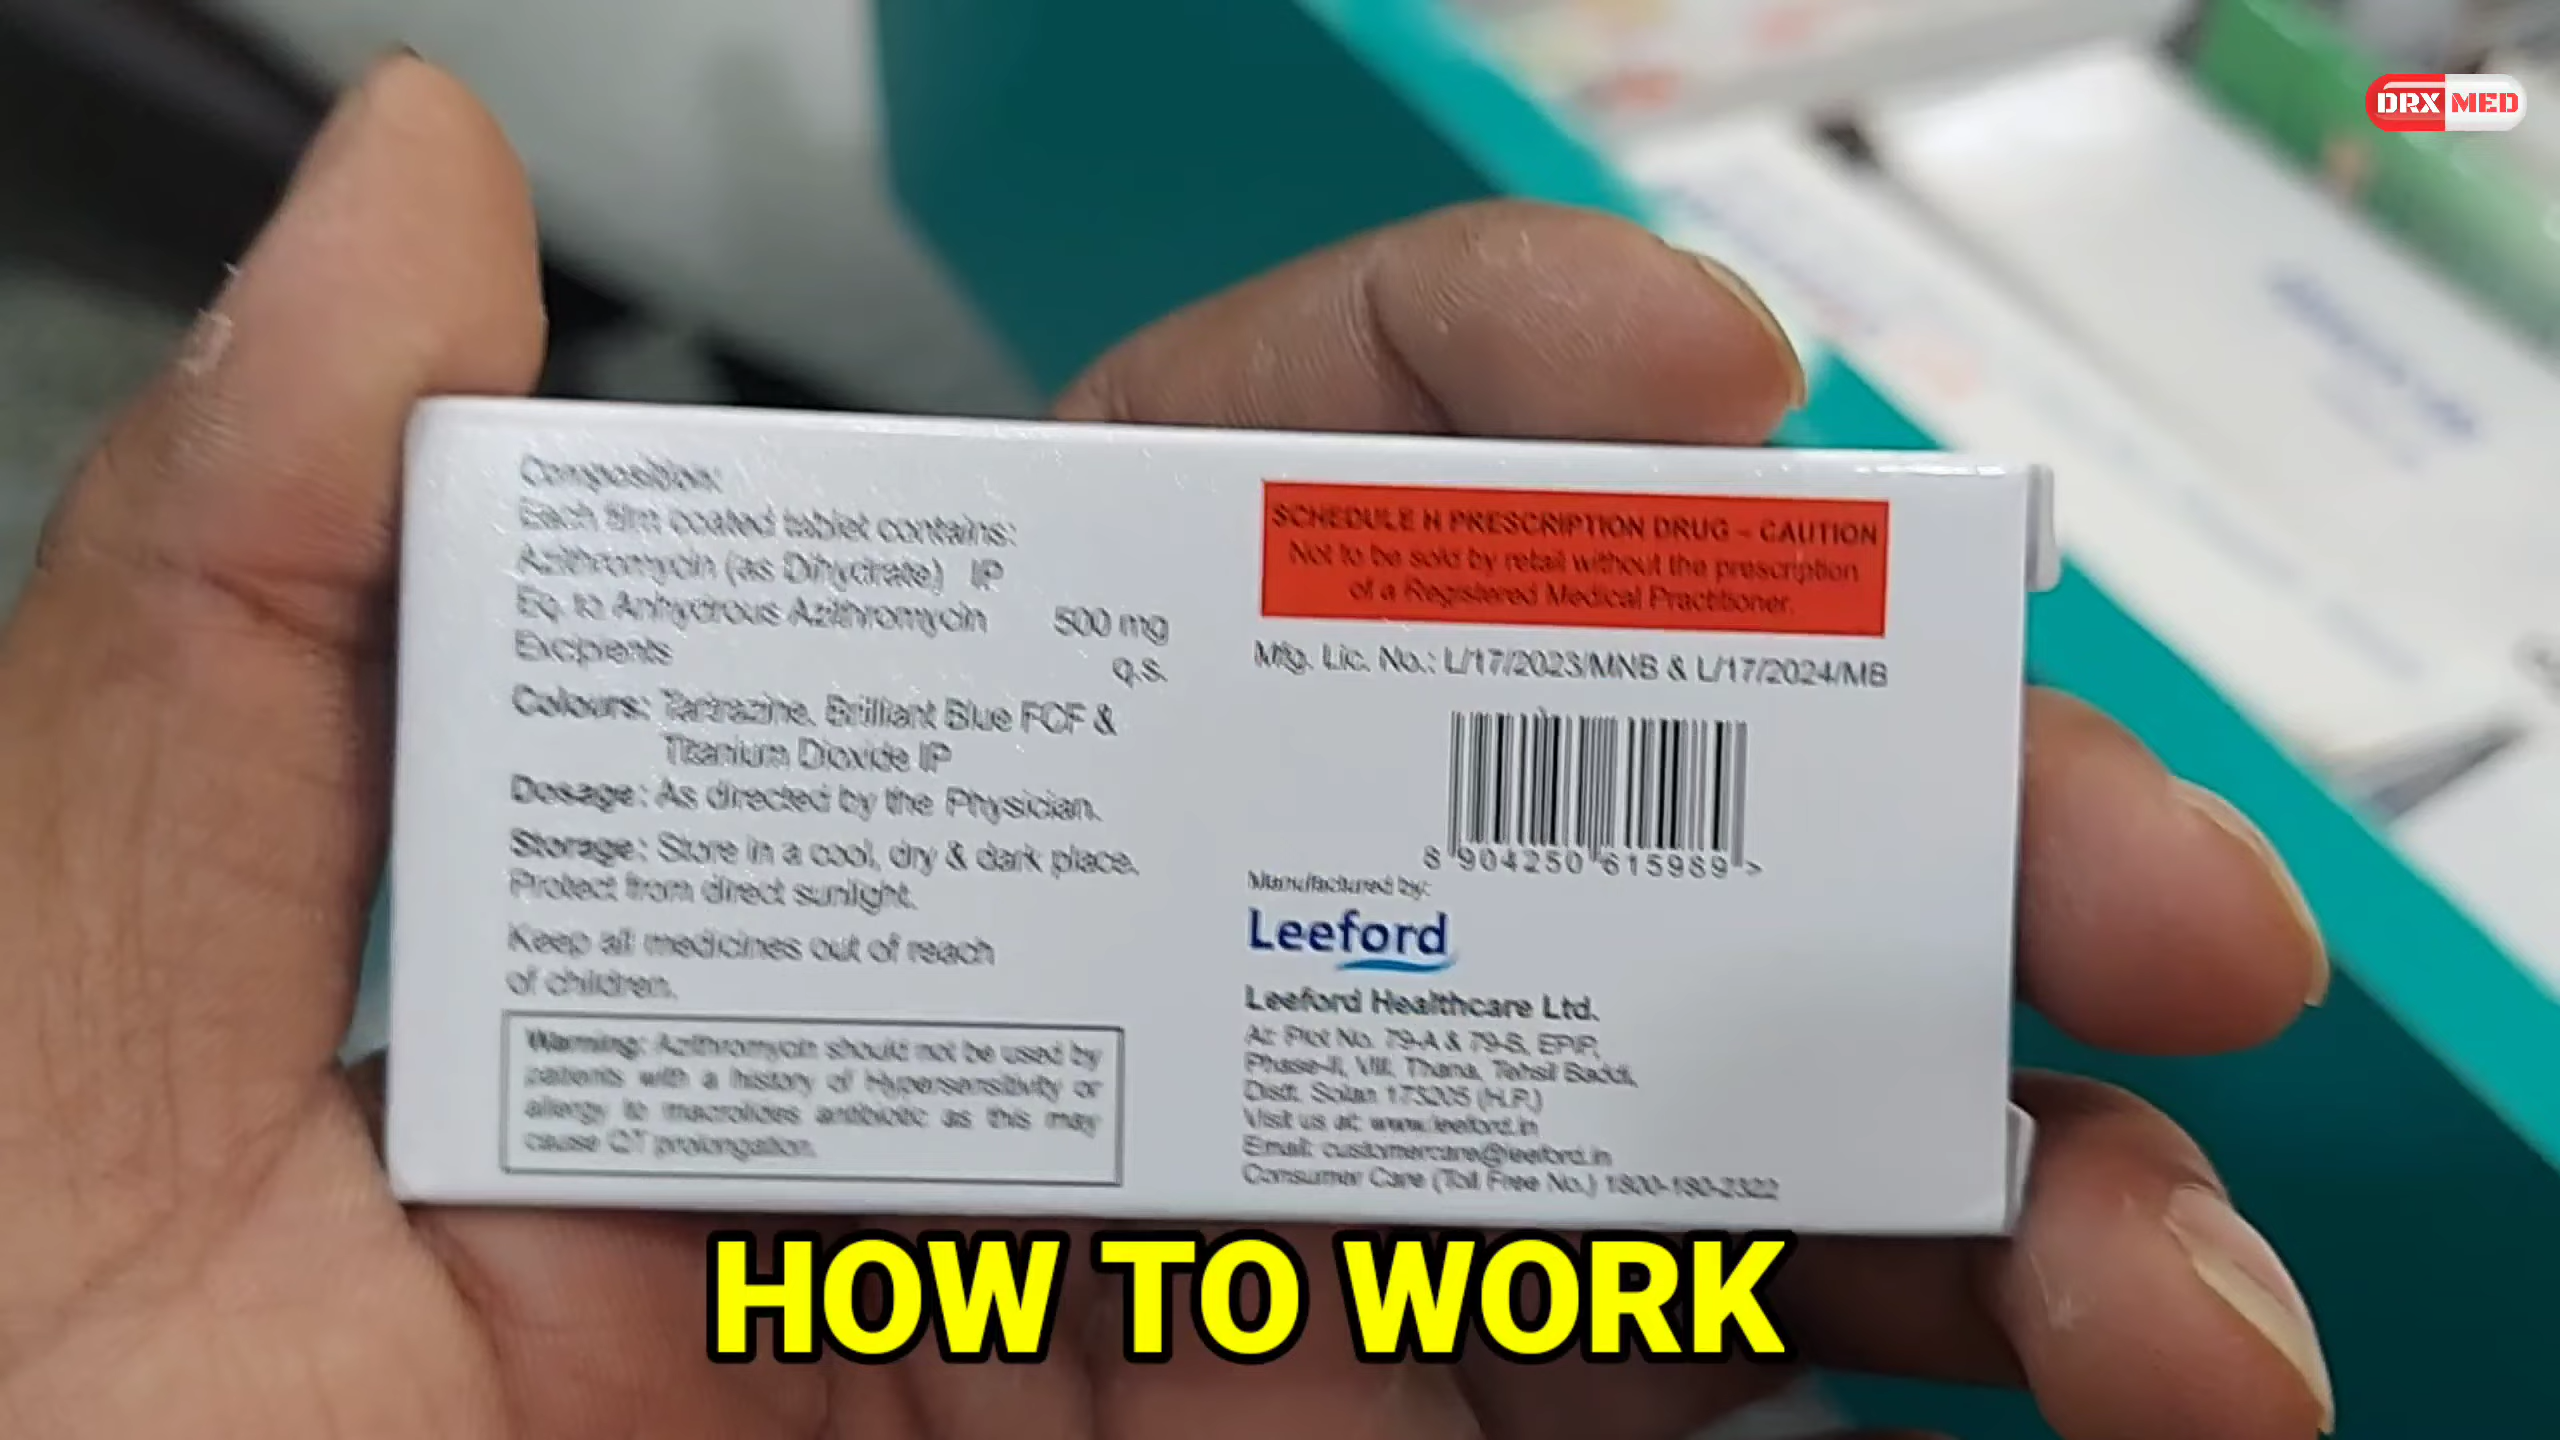 DRX MED
Composition:
Each film coated tablet contains:
Azithromycin (as Dihydrate) IP
Eq. to Anhydrous Azithromycin 500 mg
Excipients q.s.
Colours: Tartrazine, Brilliant Blue FCF &
Titanium Dioxide IP
Dosage: As directed by the Physician.
Storage: Store in a cool, dry & dark place.
Protect from direct sunlight.
Keep all medicines out of reach
of children.
Warning: Azithromycin should not be used by
patients with a history of Hypersensitivity or
allergy to macrolides antibiotic as this may
cause QT prolongation.
SCHEDULE H PRESCRIPTION DRUG - CAUTION
Not to be sold by retail without the prescription
of a Registered Medical Practitioner.
Mfg. Lic. No.: L/17/2023/MNB & L/17/2024/MB
8 904250 615989 >
Manufactured by:
Leeford
Leeford Healthcare Ltd.
At: Plot No. 79-A & 79-B, EPIP,
Phase-II, Vill. Thana, Tehsil Baddi,
Distt. Solan 173205 (H.P.)
Visit us at: www.leeford.in
Email: customercare@leeford.in
Consumer Care (Toll Free No.) 1800-180-2322
HOW TO WORK